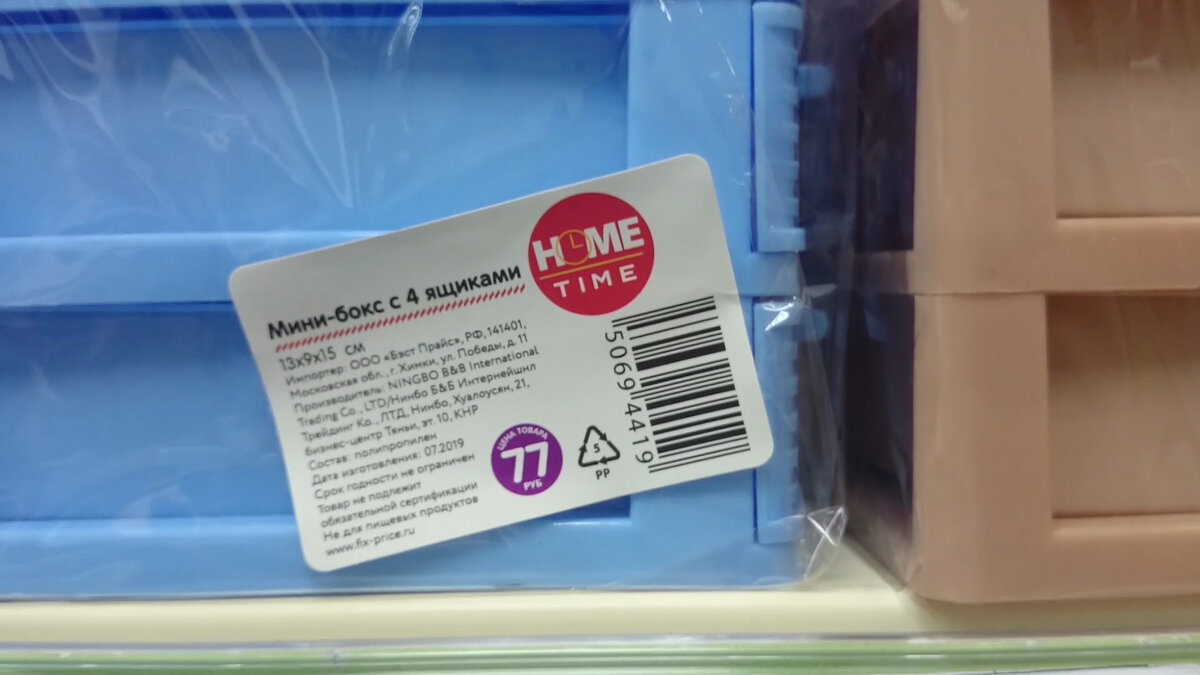 HOME
TIME
Мини-бокс с 4 ящиками
13х9х15 см
Импортер: ООО «Бэст Прайс», РФ, 141401,
Московская обл., г. Химки, ул. Победы, д. 11
Производитель: NINGBO B&B International
Trading Co., LTD/Нинбо Б&Б Интернейшнл
Трейдинг Ко., ЛТД, Нинбо, Хуалоусян, 21,
бизнес-центр Тяньи, эт. 10, КНР
Состав: полипропилен
Дата изготовления: 07.2019
Срок годности не ограничен
Товар не подлежит
обязательной сертификации
Не для пищевых продуктов
www.fix-price.ru
ЦЕНА ТОВАРА
77
РУБ
5
PP
5069 4419